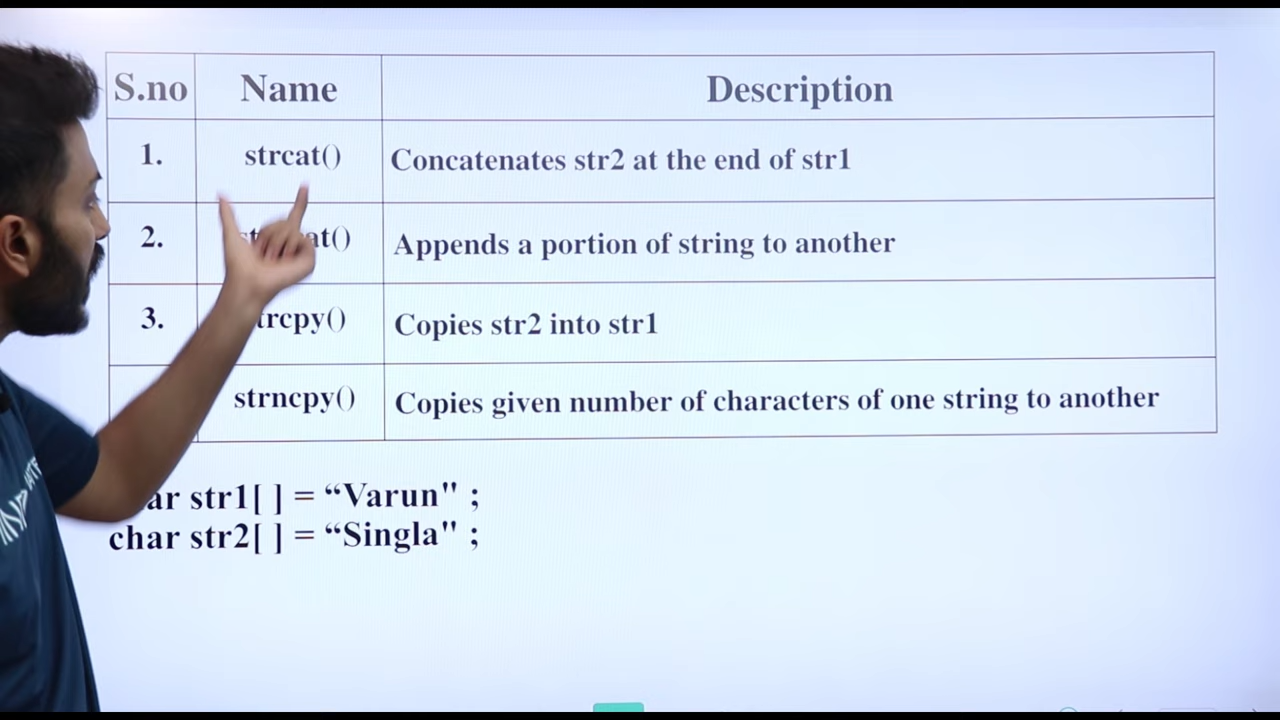 S.no Name Description
1. strcat() Concatenates str2 at the end of str1
2. Appends a portion of string to another
3. Copies str2 into str1
strncpy() Copies given number of characters of one string to another
str1[ ] = “Varun" ;
char str2[ ] = “Singla" ;